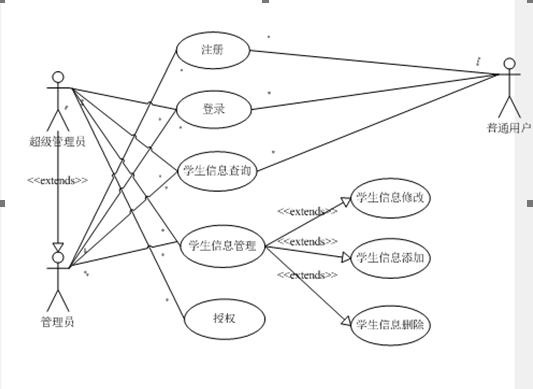 注册
登录
普通用户
超级管理员
学生信息查询
<<extends>>
学生信息修改
<<extends>>
学生信息管理
<<extends>>
学生信息添加
<<extends>>
管理员
授权
学生信息删除